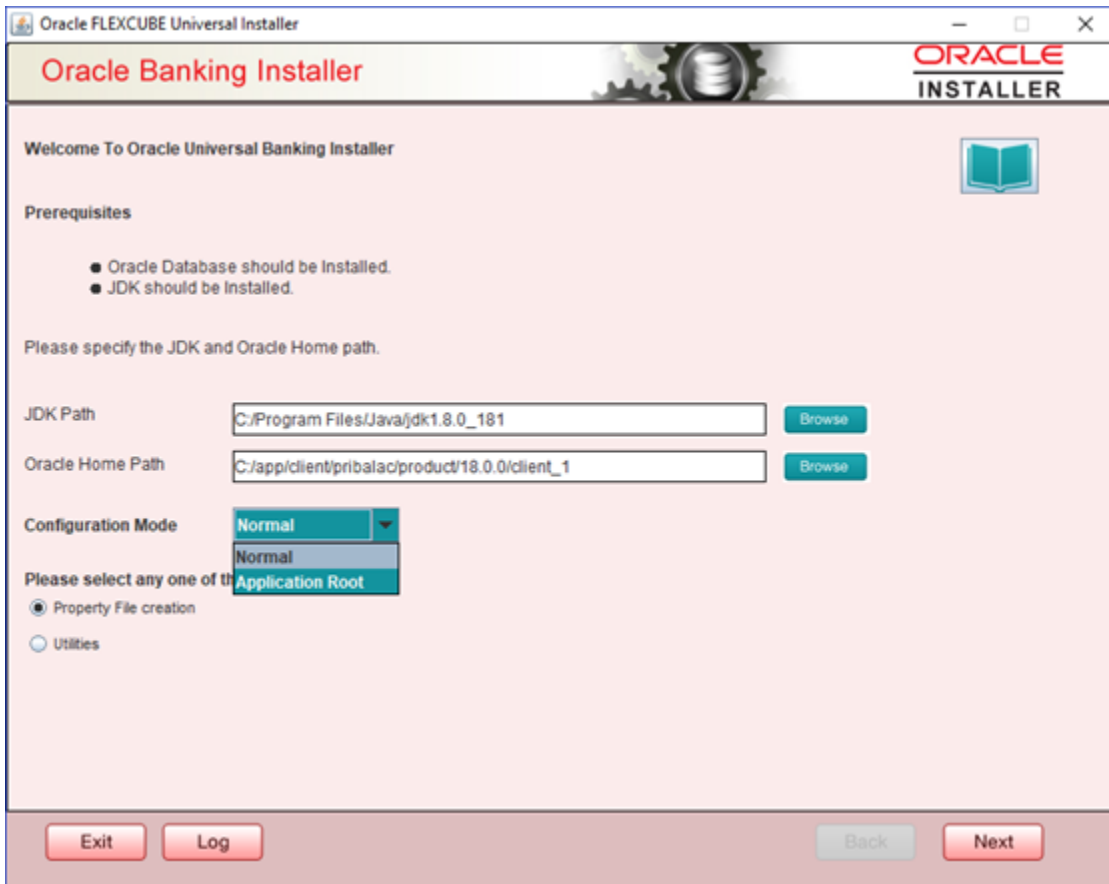 Oracle FLEXCUBE Universal Installer
Oracle Banking Installer
ORACLE
INSTALLER
Welcome To Oracle Universal Banking Installer
Prerequisites
Oracle Database should be Installed.
JDK should be Installed.
Please specify the JDK and Oracle Home path.
JDK Path C:/Program Files/Java/jdk1.8.0_181 Browse
Oracle Home Path C:/app/client/pribalac/product/18.0.0/client_1 Browse
Configuration Mode Normal
Normal
Please select any one of th Application Root
Property File creation
Utilities
Exit Log Back Next